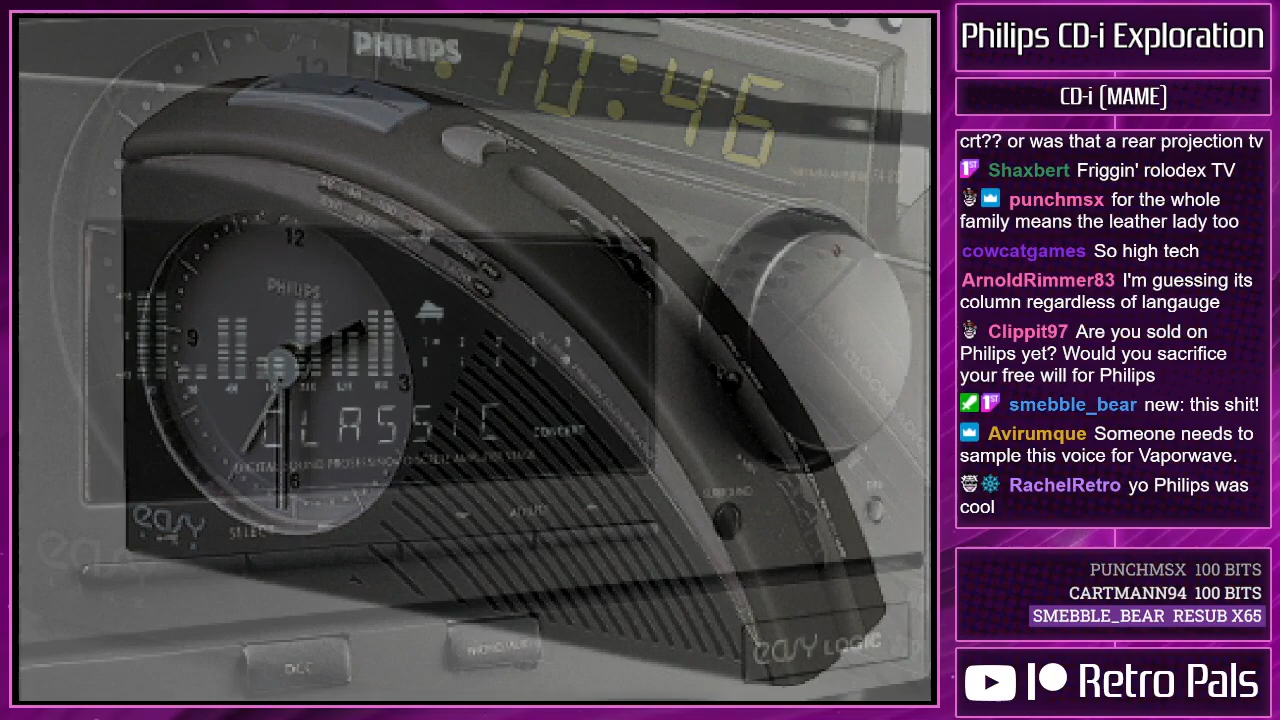 PHILIPS
10:46
12
12
PHILIPS
9
3
CLASSIC
CONCERT
6
easy
SELECT
SURROUND
easy LOGIC
DLC
Philips CD-i Exploration
CD-i [MAME]
crt?? or was that a rear projection tv
Shaxbert Friggin' rolodex TV
punchmsx for the whole
family means the leather lady too
cowcatgames So high tech
ArnoldRimmer83 I'm guessing its
column regardless of langauge
Clippit97 Are you sold on
Philips yet? Would you sacrifice
your free will for Philips
smebble_bear new: this shit!
Avirumque Someone needs to
sample this voice for Vaporwave.
RachelRetro yo Philips was
cool
PUNCHMSX 100 BITS
CARTMANN94 100 BITS
SMEBBLE_BEAR RESUB X65
Retro Pals